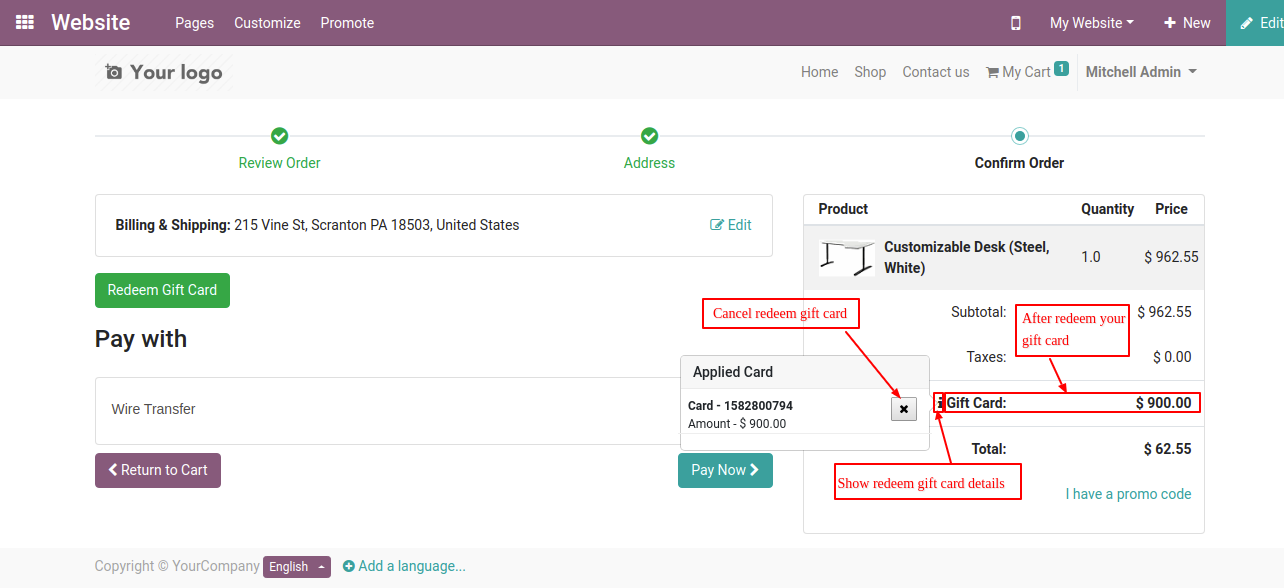 Website Pages Customize Promote My Website New Edit
Your logo Home Shop Contact us My Cart 1 Mitchell Admin
Review Order Address Confirm Order
Billing & Shipping: 215 Vine St, Scranton PA 18503, United States Edit
Redeem Gift Card
Pay with
Wire Transfer
Return to Cart
Pay Now
Product Quantity Price
Customizable Desk (Steel,
White)
1.0 $ 962.55
Subtotal: $ 962.55
Taxes: $ 0.00
Gift Card: $ 900.00
Total: $ 62.55
I have a promo code
Cancel redeem gift card
After redeem your
gift card
Applied Card
Card - 1582800794
Amount - $ 900.00
Show redeem gift card details
Copyright © YourCompany English Add a language...